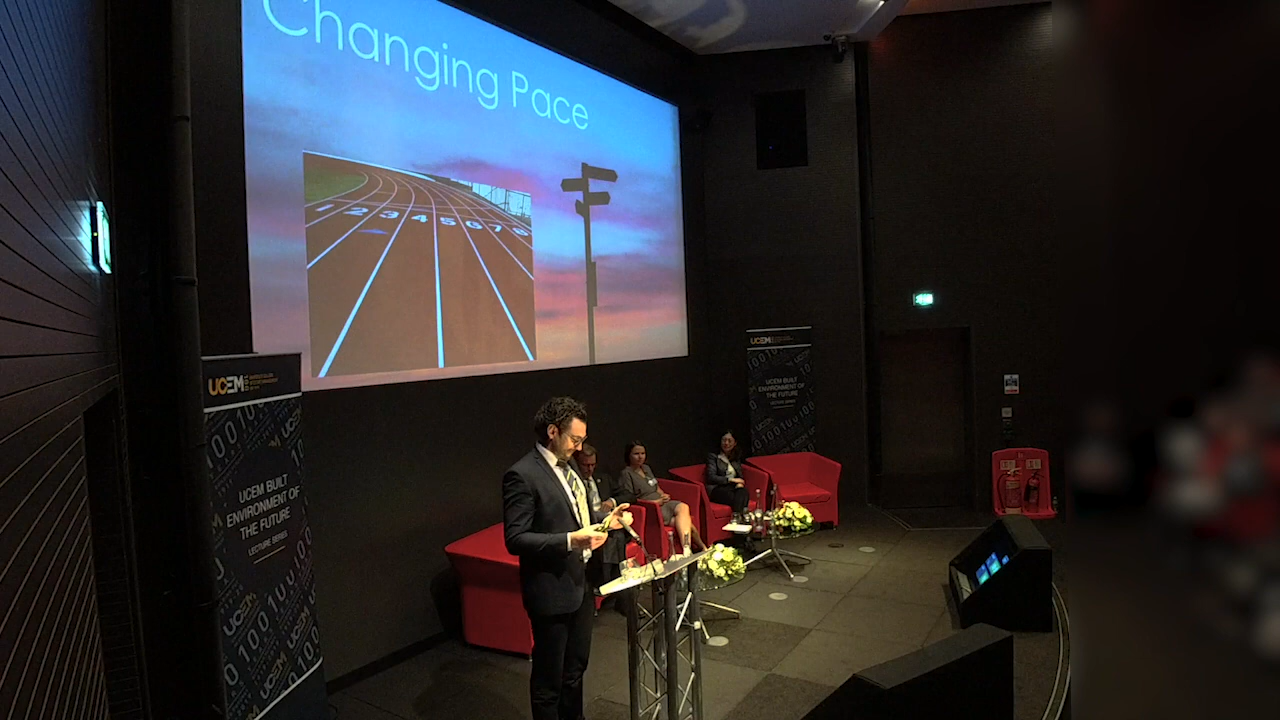 Changing Pace
1 2 3 4 5 6 7 8
UCEM
UCEM BUILT
ENVIRONMENT OF
THE FUTURE
LECTURE SERIES
UCEM
UCEM BUILT
ENVIRONMENT OF
THE FUTURE
LECTURE SERIES